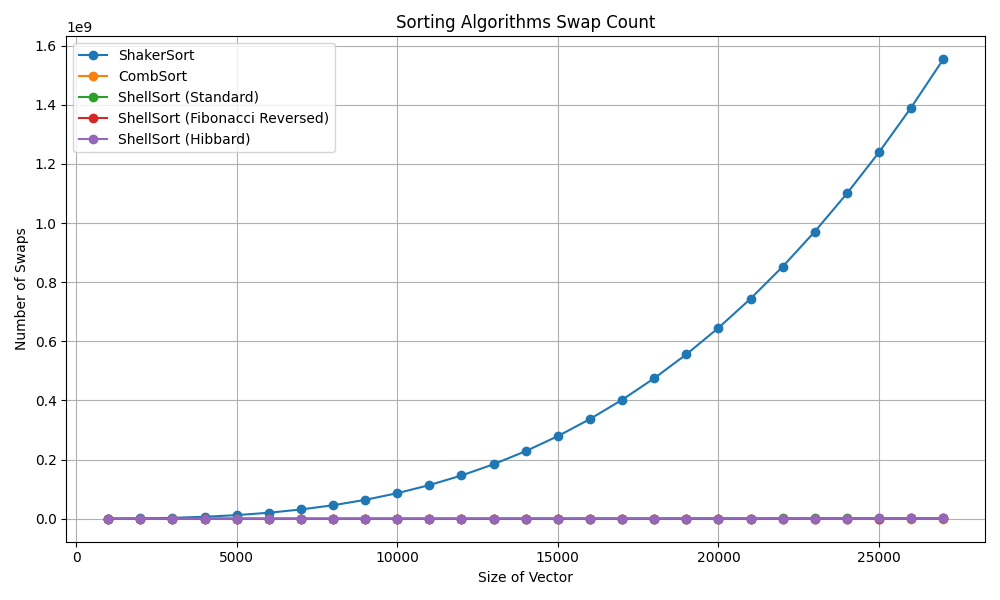 Sorting Algorithms Swap Count
1e9
ShakerSort
CombSort
ShellSort (Standard)
ShellSort (Fibonacci Reversed)
ShellSort (Hibbard)
Number of Swaps
1.6
1.4
1.2
1.0
0.8
0.6
0.4
0.2
0.0
0 5000 10000 15000 20000 25000
Size of Vector